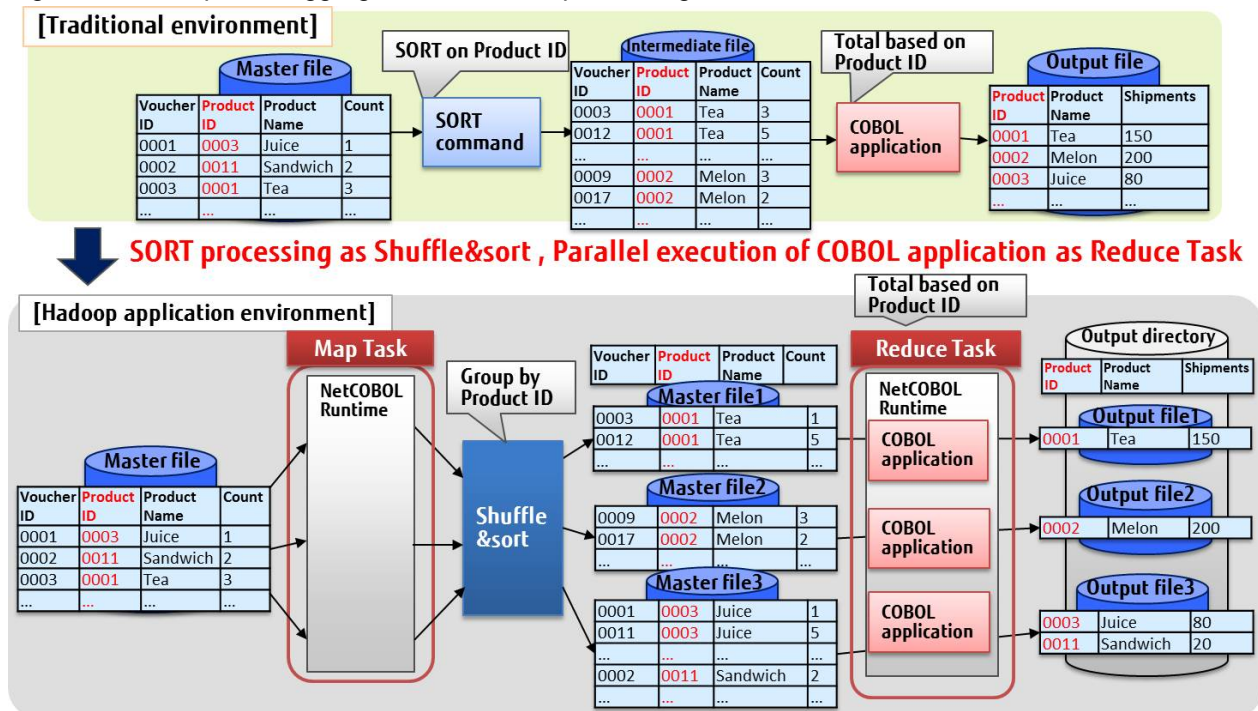 [Traditional environment]
SORT on Product ID
Master file
Voucher ID Product ID Product Name Count
0001 0003 Juice 1
0002 0011 Sandwich 2
0003 0001 Tea 3
... ... ... ...
SORT command
Intermediate file
Voucher ID Product ID Product Name Count
0003 0001 Tea 3
0012 0001 Tea 5
... ... ... ...
0009 0002 Melon 3
0017 0002 Melon 2
... ... ... ...
Total based on Product ID
COBOL application
Output file
Product ID Product Name Shipments
0001 Tea 150
0002 Melon 200
0003 Juice 80
... ... ...
SORT processing as Shuffle&sort , Parallel execution of COBOL application as Reduce Task
[Hadoop application environment]
Master file
Voucher ID Product ID Product Name Count
0001 0003 Juice 1
0002 0011 Sandwich 2
0003 0001 Tea 3
... ... ... ...
Map Task
NetCOBOL Runtime
Group by Product ID
Shuffle &sort
Voucher ID Product ID Product Name Count
Master file1
0003 0001 Tea 1
0012 0001 Tea 5
... ... ... ...
Master file2
0009 0002 Melon 3
0017 0002 Melon 2
... ... ... ...
Master file3
0001 0003 Juice 1
0011 0003 Juice 5
... ... ... ...
0002 0011 Sandwich 2
... ... ... ...
Total based on Product ID
Reduce Task
NetCOBOL Runtime
COBOL application
COBOL application
COBOL application
Output directory
Product ID Product Name Shipments
Output file1
0001 Tea 150
Output file2
0002 Melon 200
Output file3
0003 Juice 80
0011 Sandwich 20